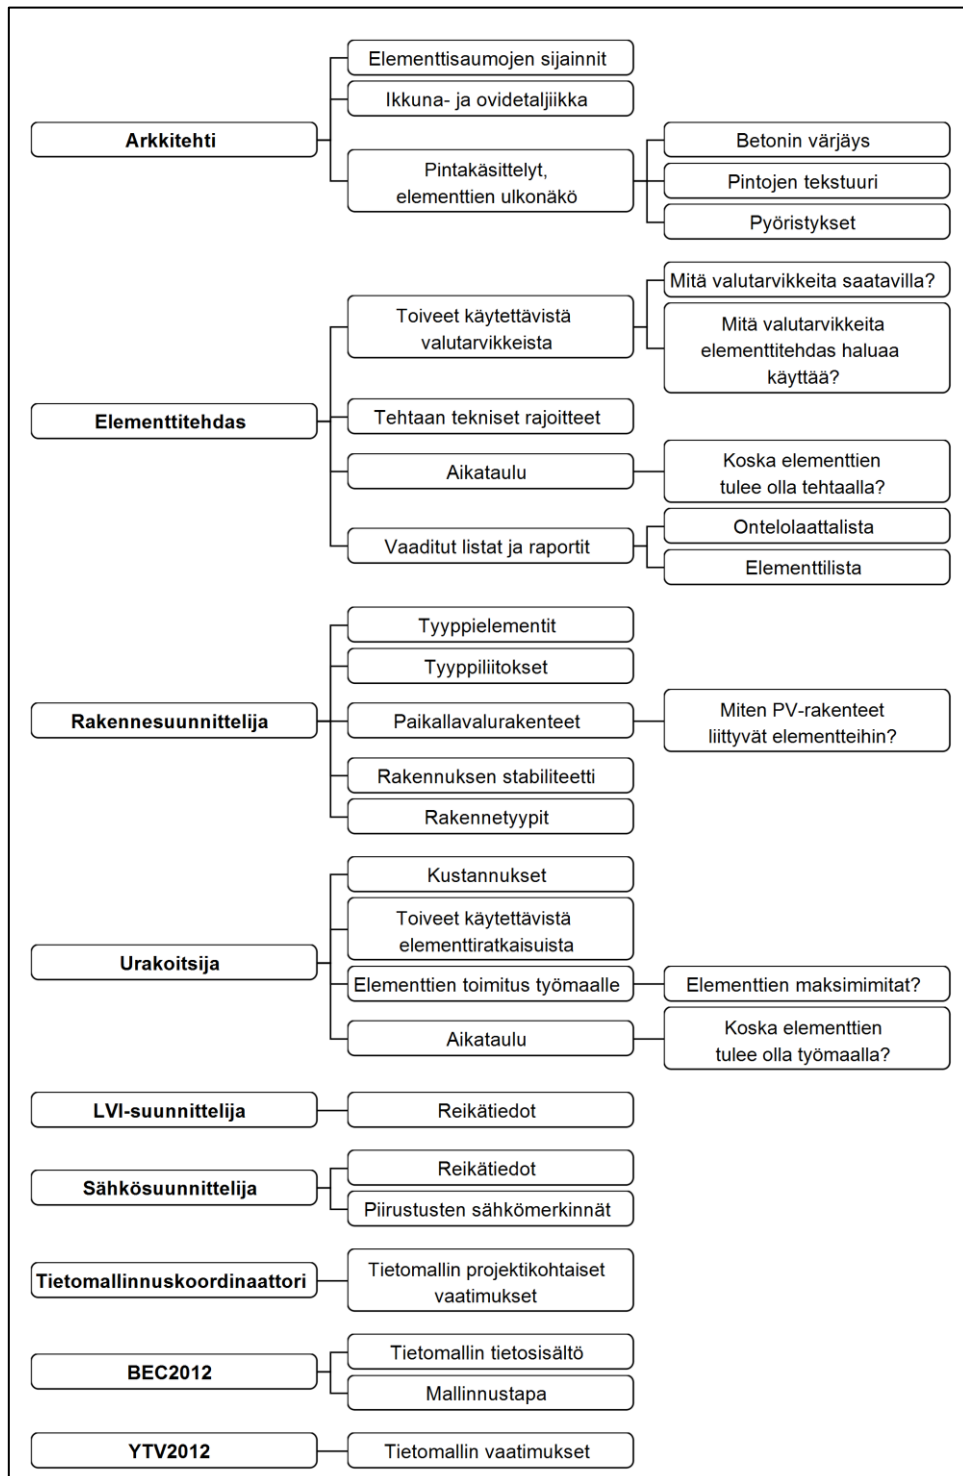 Arkkitehti
Elementtisaumojen sijainnit
Ikkuna- ja ovidetaljiikka
Pintakäsittelyt,
elementtien ulkonäkö
Betonin värjäys
Pintojen tekstuuri
Pyöristykset
Elementtitehdas
Toiveet käytettävistä
valutarvikkeista
Mitä valutarvikkeita saatavilla?
Mitä valutarvikkeita
elementtitehdas haluaa
käyttää?
Tehtaan tekniset rajoitteet
Aikataulu
Koska elementtien
tulee olla tehtaalla?
Vaaditut listat ja raportit
Ontelolaattalista
Elementtilista
Rakennesuunnittelija
Tyyppielementit
Tyyppiliitokset
Paikallavalurakenteet
Miten PV-rakenteet
liittyvät elementteihin?
Rakennuksen stabiliteetti
Rakennetyypit
Urakoitsija
Kustannukset
Toiveet käytettävistä
elementtiratkaisuista
Elementtien toimitus työmaalle
Elementtien maksimimitat?
Aikataulu
Koska elementtien
tulee olla työmaalla?
LVI-suunnittelija
Reikätiedot
Sähkösuunnittelija
Reikätiedot
Piirustusten sähkömerkinnät
Tietomallinnuskoordinaattori
Tietomallin projektikohtaiset
vaatimukset
BEC2012
Tietomallin tietosisältö
Mallinnustapa
YTV2012
Tietomallin vaatimukset